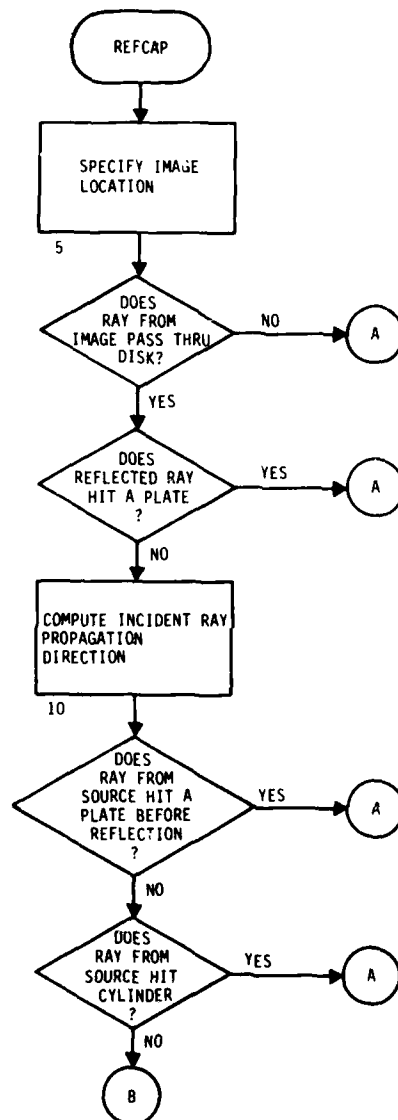 REFCAP
SPECIFY IMAGE
LOCATION
5
DOES
RAY FROM
IMAGE PASS THRU
DISK?
NO
A
YES
DOES
REFLECTED RAY
HIT A PLATE
?
YES
A
NO
COMPUTE INCIDENT RAY
PROPAGATION
DIRECTION
10
DOES
RAY FROM
SOURCE HIT A
PLATE BEFORE
REFLECTION
?
YES
A
NO
DOES
RAY FROM
SOURCE HIT
CYLINDER
?
YES
A
NO
B